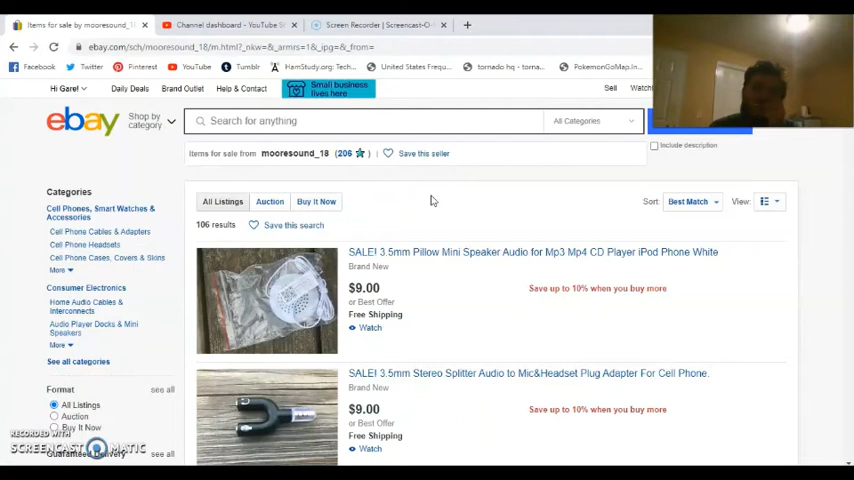 Items for sale by mooresound_18
Channel dashboard - YouTube S
Screen Recorder | Screencast-O-
ebay.com/sch/mooresound_18/m.html?_nkw=&_armrs=1&_ipg=&_from=
Facebook Twitter Pinterest YouTube Tumblr HamStudy.org: Tech... United States Frequ... tornado hq - torna... PokemonGoMap.In...
Hi Gare! Daily Deals Brand Outlet Help & Contact Small business lives here Sell Watchl
ebay Shop by category Search for anything All Categories
Include description
Items for sale from mooresound_18 (206 ) | Save this seller
Categories
Cell Phones, Smart Watches & Accessories
Cell Phone Cables & Adapters
Cell Phone Headsets
Cell Phone Cases, Covers & Skins
More
Consumer Electronics
Home Audio Cables & Interconnects
Audio Player Docks & Mini Speakers
More
See all categories
Format see all
All Listings
Auction
Buy It Now
Guaranteed Delivery see all
All Listings Auction Buy It Now Sort: Best Match View:
106 results Save this search
SALE! 3.5mm Pillow Mini Speaker Audio for Mp3 Mp4 CD Player iPod Phone White
Brand New
$9.00 Save up to 10% when you buy more
or Best Offer
Free Shipping
Watch
SALE! 3.5mm Stereo Splitter Audio to Mic&Headset Plug Adapter For Cell Phone.
Brand New
$9.00 Save up to 10% when you buy more
or Best Offer
Free Shipping
Watch
RECORDED WITH
SCREENCAST MATIC